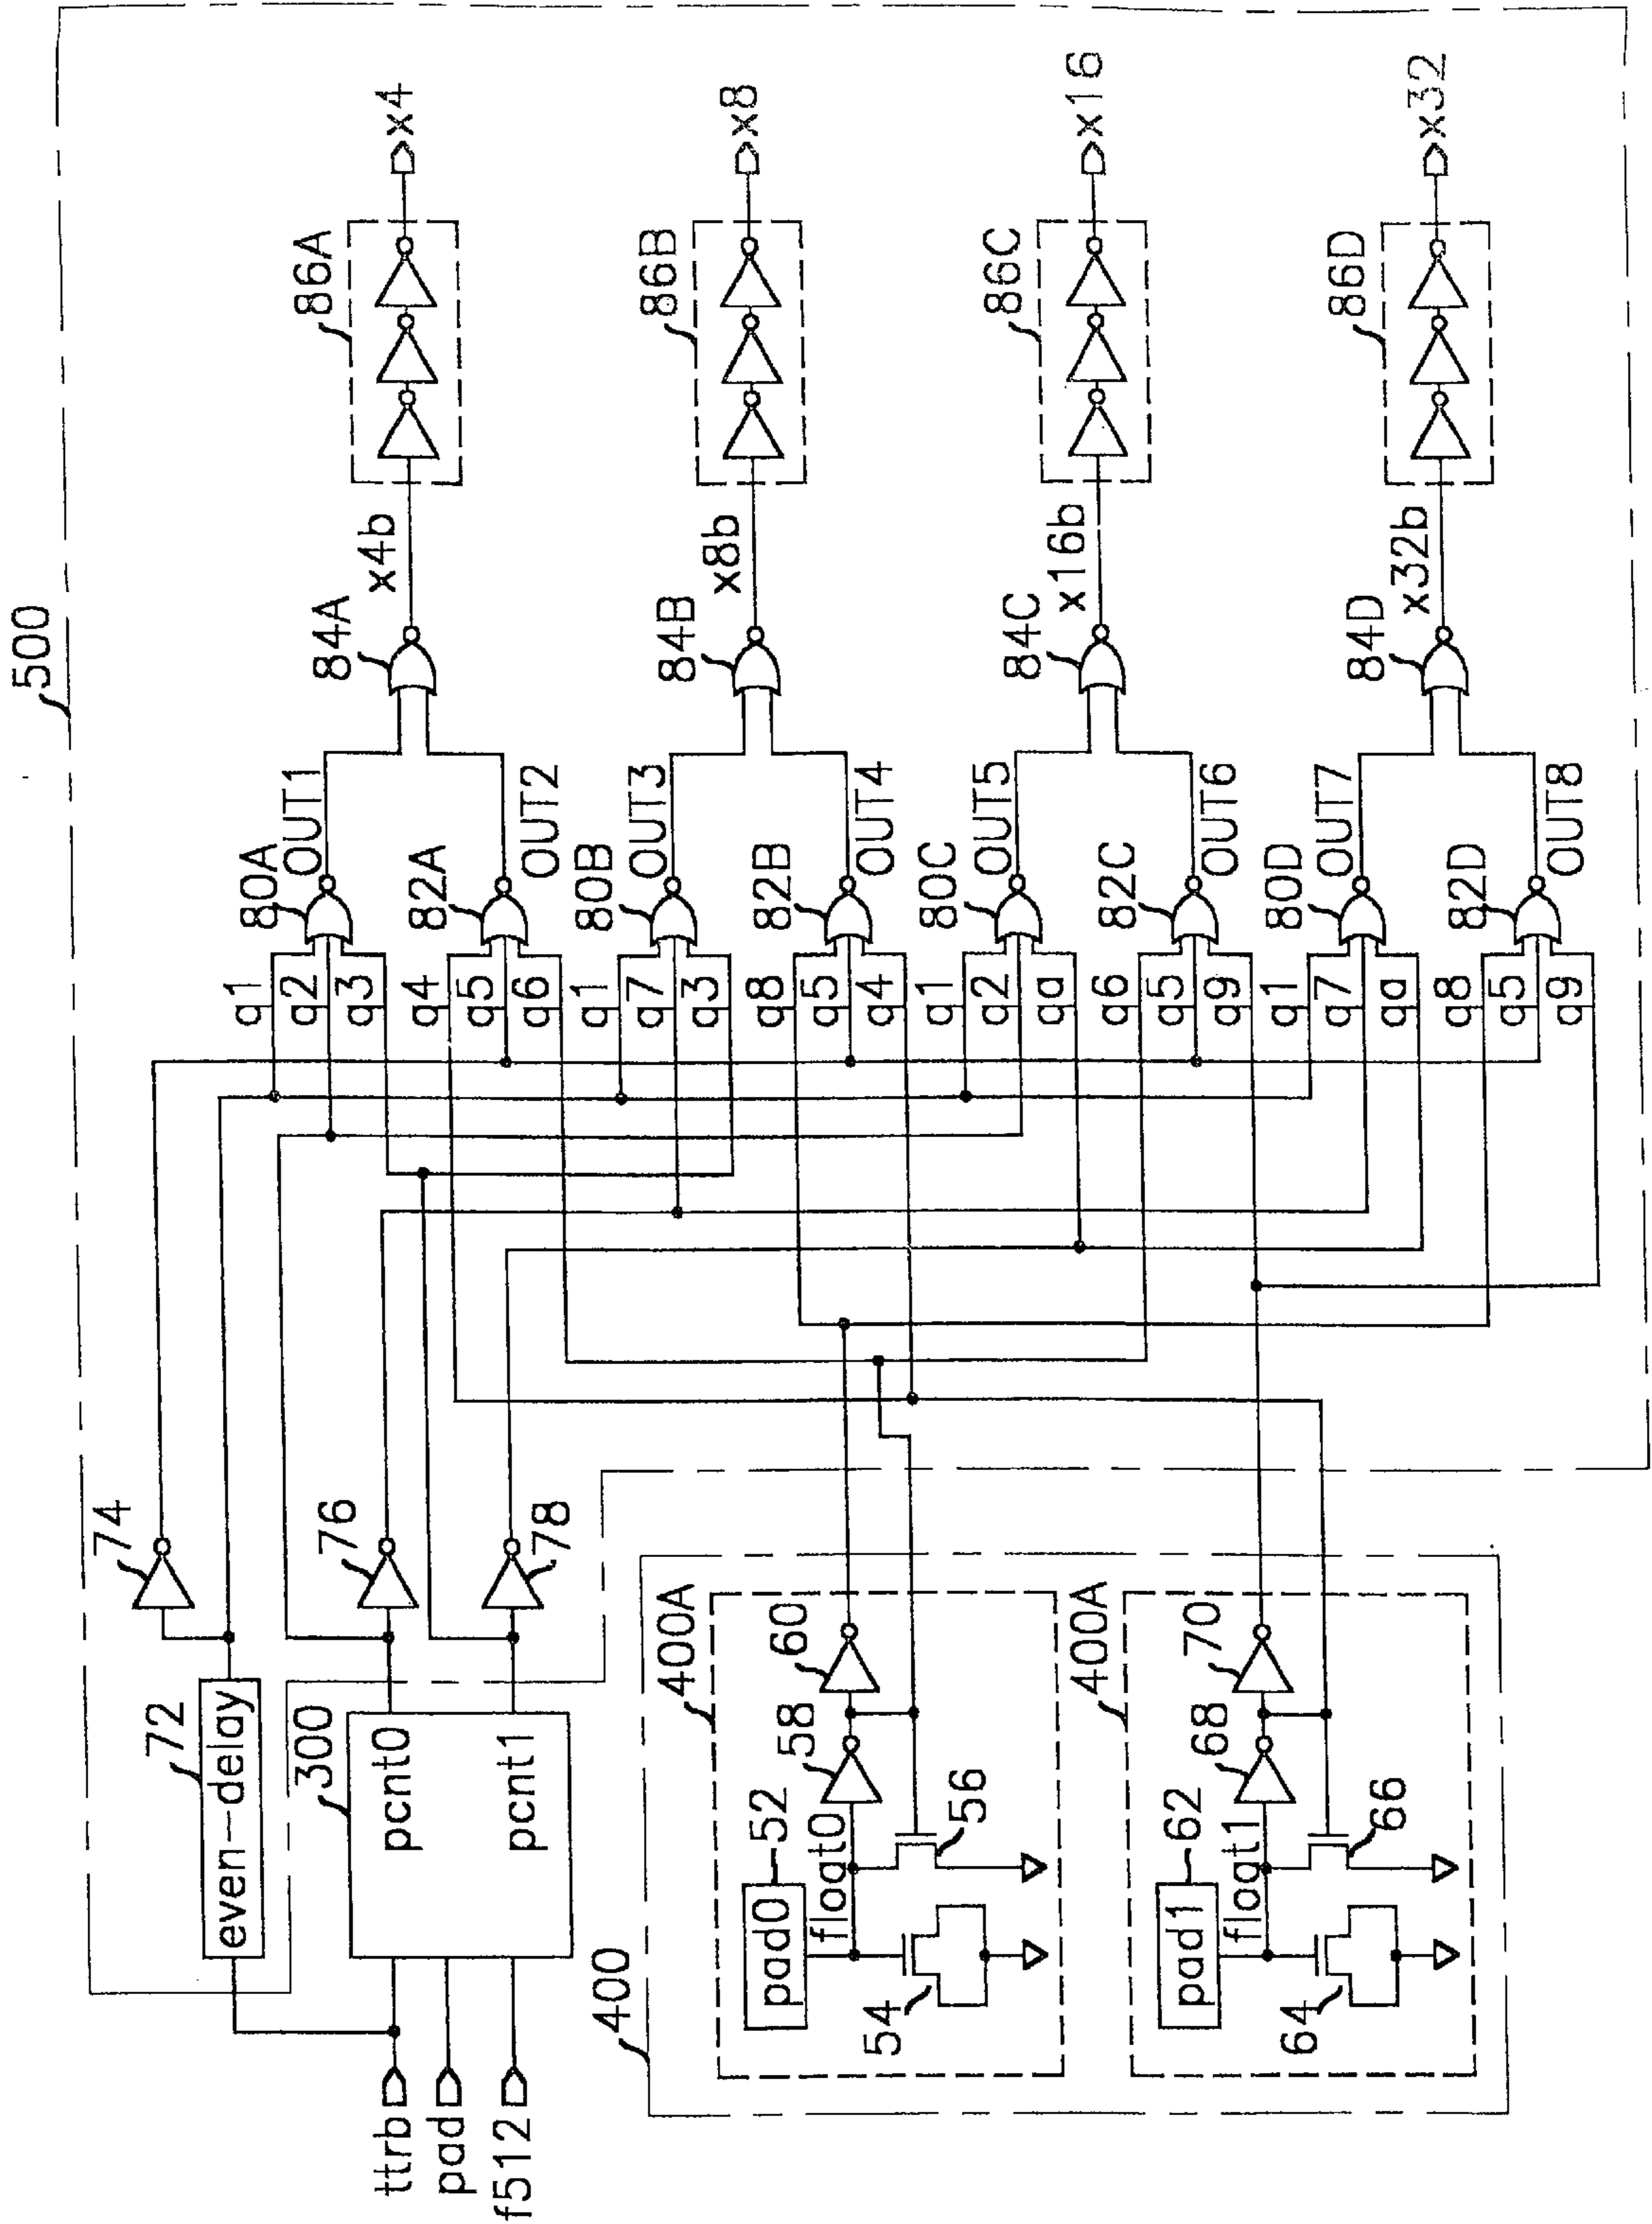 500
74
72
even-delay
300
pcnt0
pcnt1
76
78
ttrb
pad
f512
400
400A
pad0
52
float0
54
56
58
60
400A
pad1
62
float1
64
66
68
70
q1
q2
q3
80A
OUT1
q4
q5
q6
82A
OUT2
84A
x4b
86A
x4
q1
q7
q3
80B
OUT3
q8
q5
q4
82B
OUT4
84B
x8b
86B
x8
q1
q2
qa
80C
OUT5
q6
q5
q9
82C
OUT6
84C
x16b
86C
x16
q1
q7
qa
80D
OUT7
q8
q5
q9
82D
OUT8
84D
x32b
86D
x32